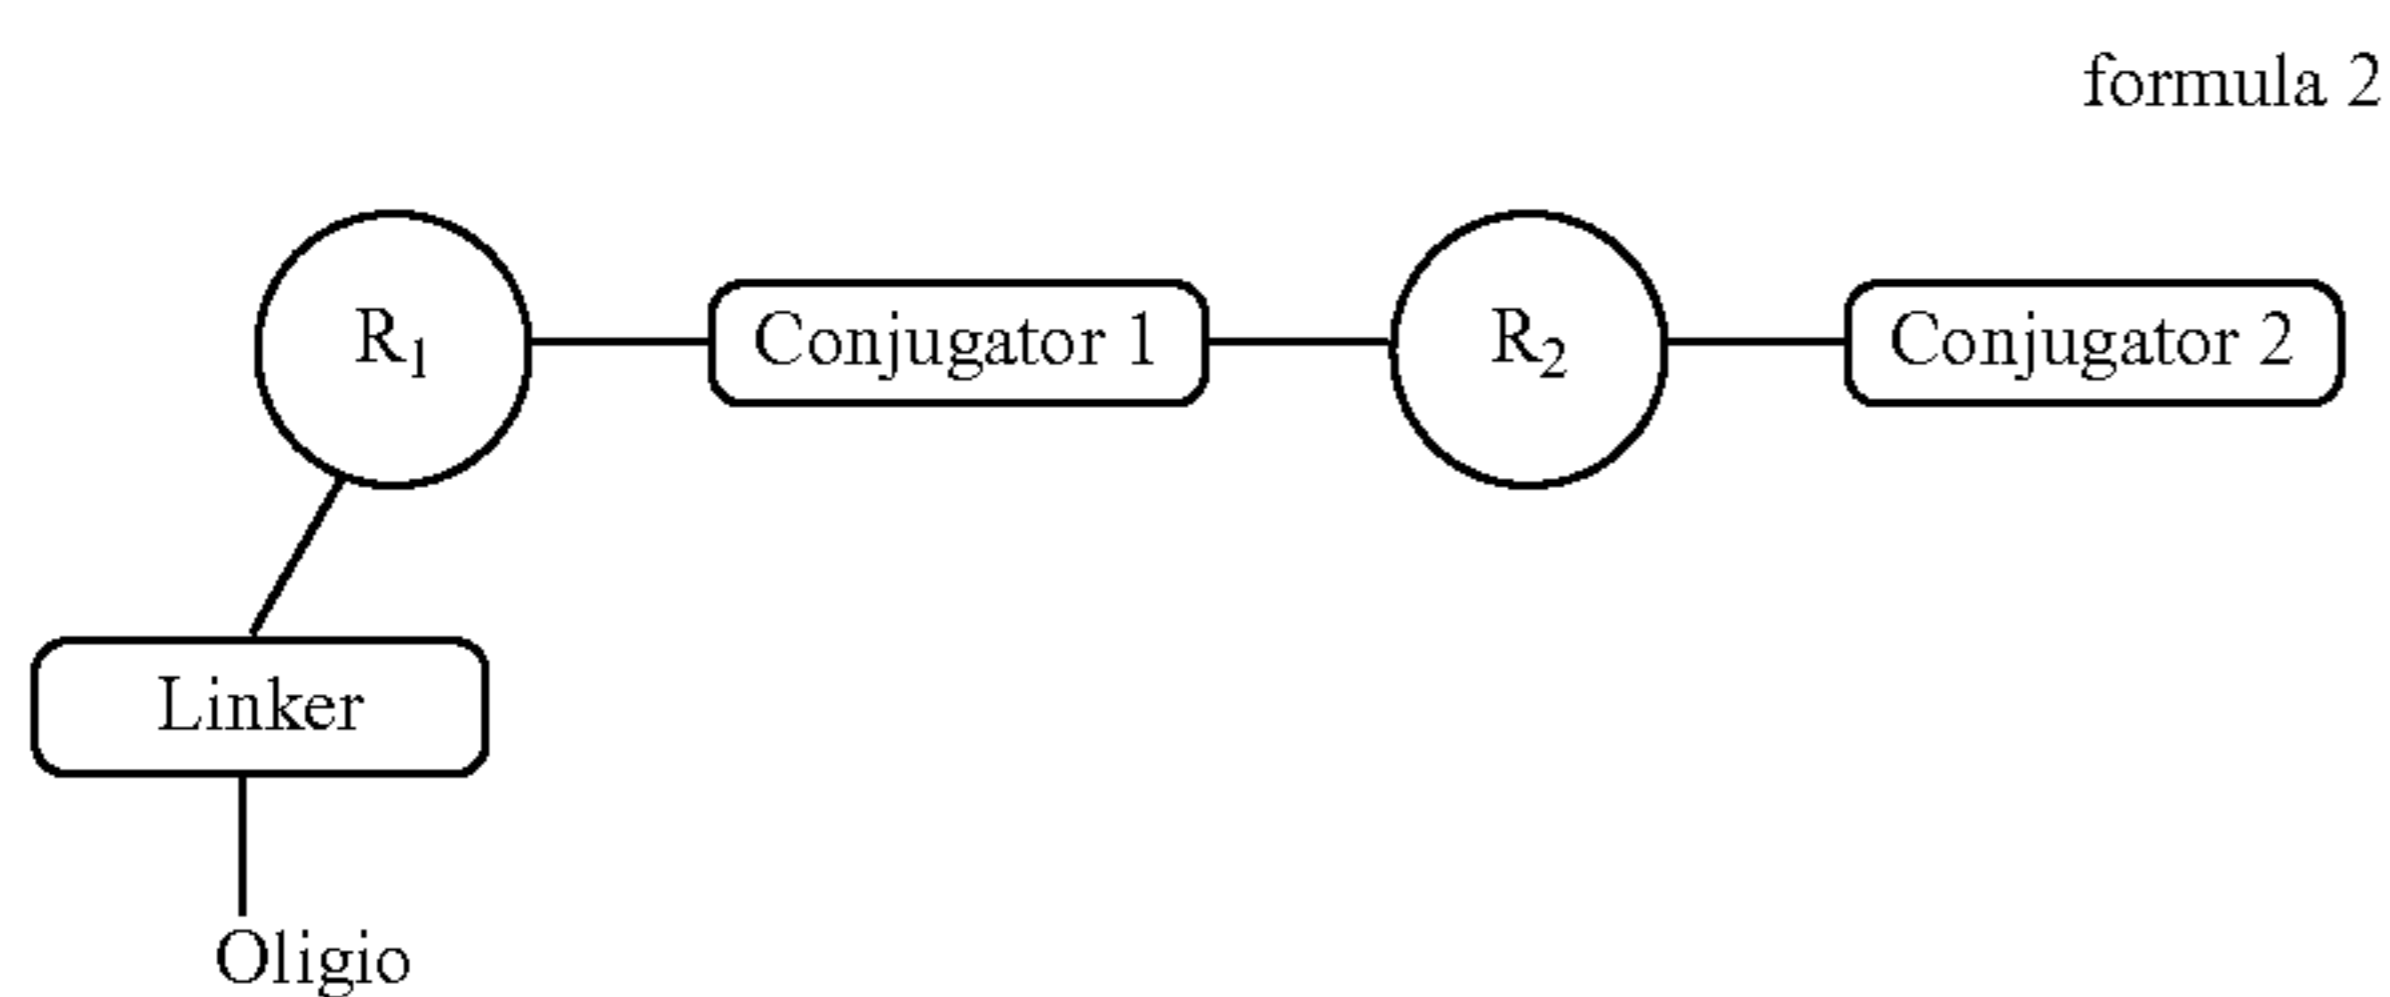 formula 2
R₁
Conjugator 1
R₂
Conjugator 2
Linker
Oligio